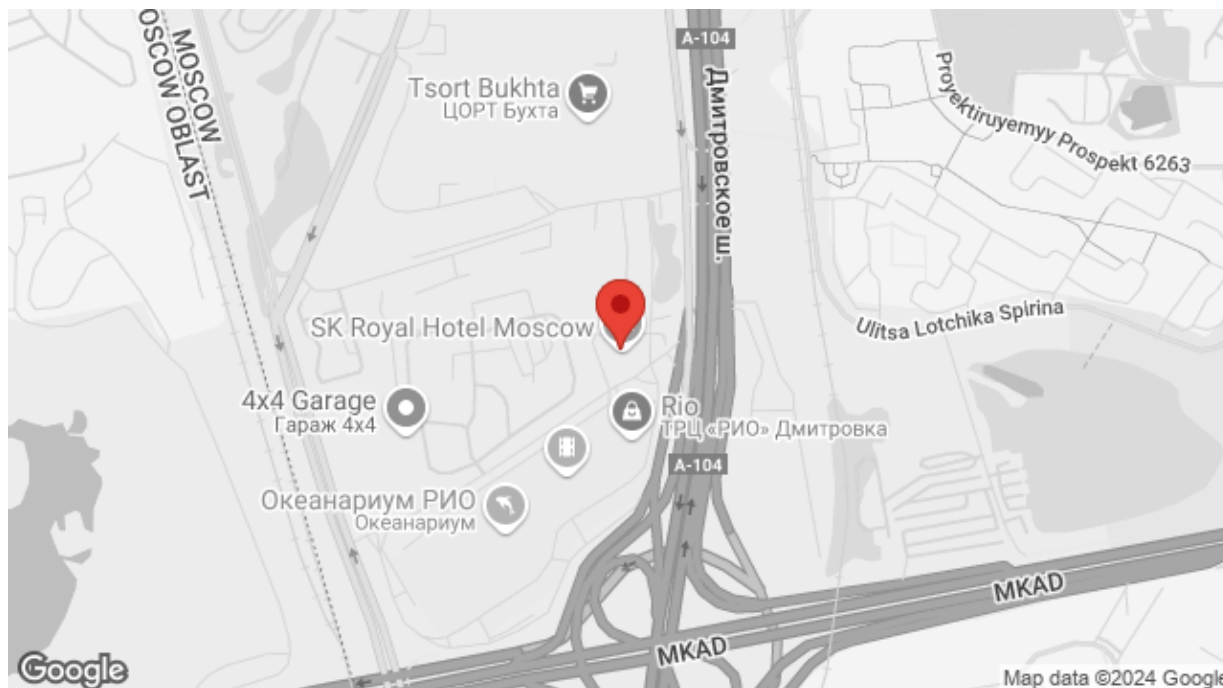 A-104
MOSCOW
OSCOW OBLAST
Tsort Bukhta
ЦОРТ Бухта
Дмитровское ш.
Proyektiruyemyy Prospekt 6263
SK Royal Hotel Moscow
Ulitsa Lotchika Spirina
4x4 Garage
Гараж 4x4
Rio
ТРЦ «РИО» Дмитровка
A-104
Океанариум РИО
Океанариум
MKAD
MKAD
Google
Map data ©2024 Google